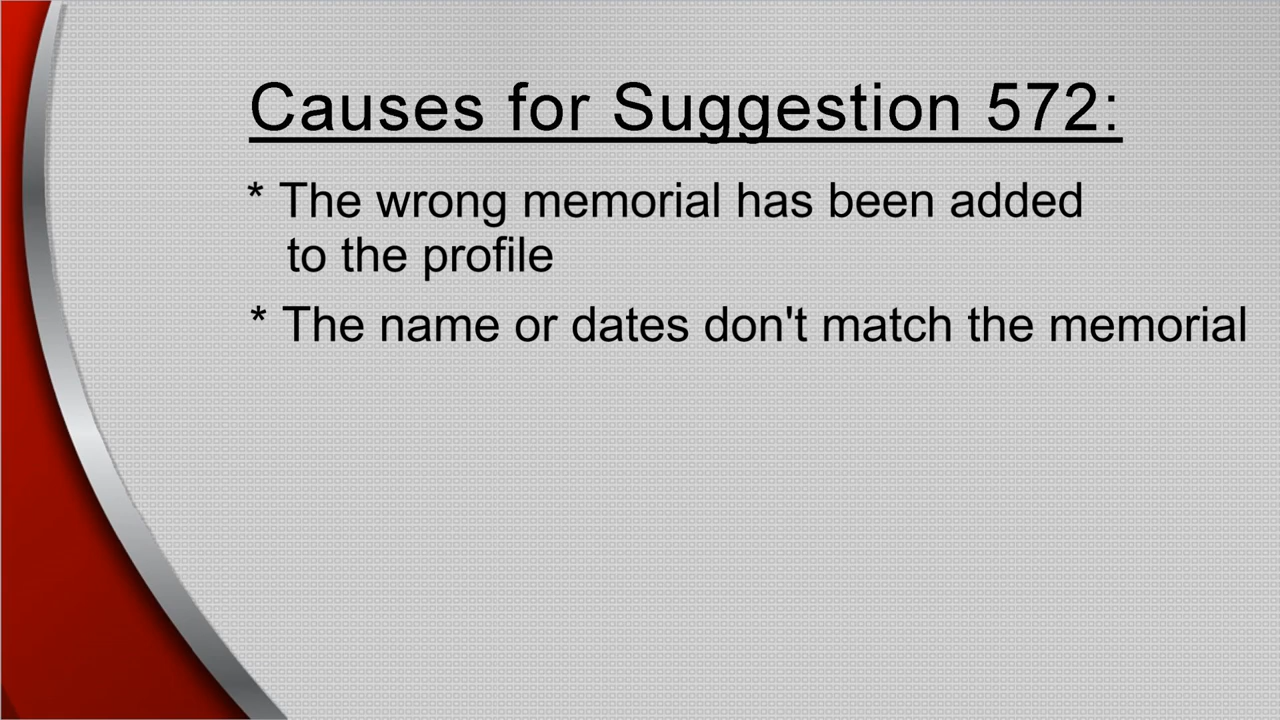 Causes for Suggestion 572:
* The wrong memorial has been added
to the profile
* The name or dates don't match the memorial